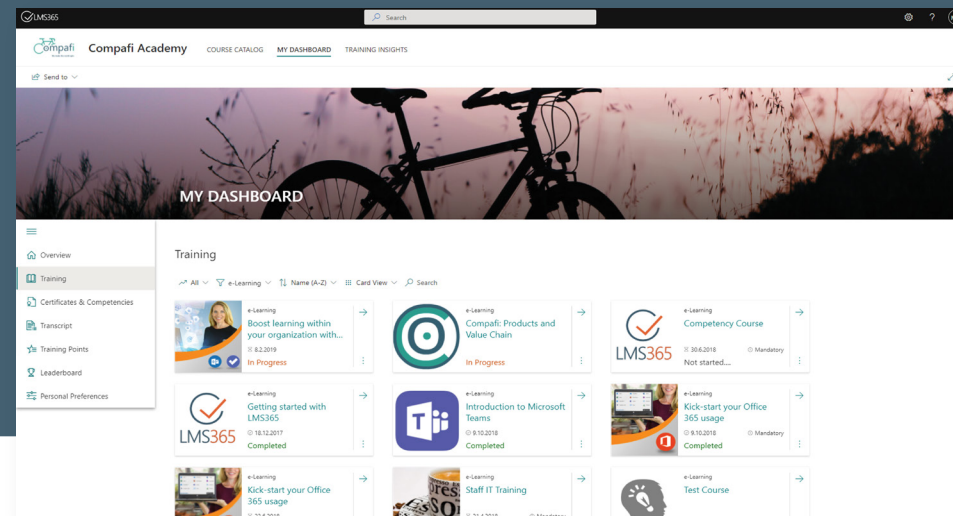 LMS365
Search
?
Compafi
Compafi Academy
COURSE CATALOG
MY DASHBOARD
TRAINING INSIGHTS
Send to
MY DASHBOARD
Overview
Training
Certificates & Competencies
Transcript
Training Points
Leaderboard
Personal Preferences
Training
All
e-Learning
Name (A-Z)
Card View
Search
e-Learning
Boost learning within
your organization with...
8.2.2019
In Progress
e-Learning
Compafi: Products and
Value Chain
In Progress
LMS365
e-Learning
Competency Course
30.6.2018
Mandatory
Not started....
LMS365
e-Learning
Getting started with
LMS365
18.12.2017
Completed
T
e-Learning
Introduction to Microsoft
Teams
9.10.2018
Completed
e-Learning
Kick-start your Office
365 usage
9.10.2018
Mandatory
Completed
e-Learning
Kick-start your Office
365 usage
e-Learning
Staff IT Training
Mandatory
e-Learning
Test Course